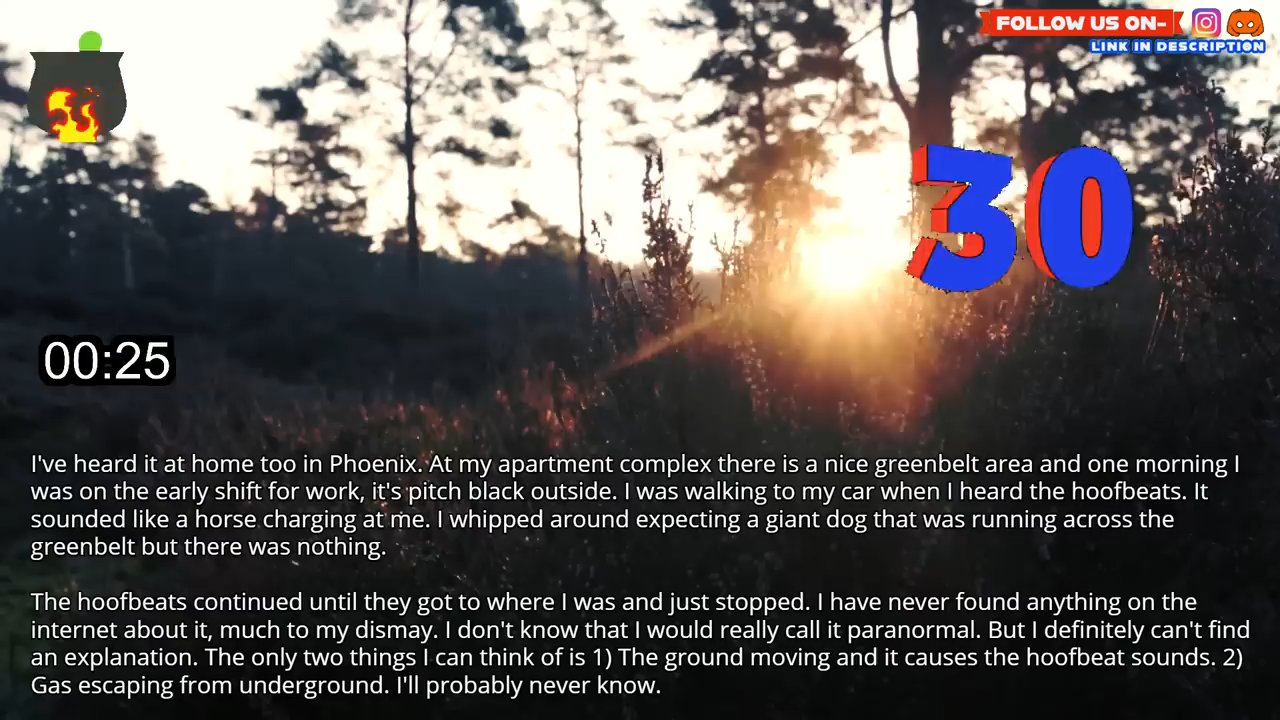 FOLLOW US ON-
LINK IN DESCRIPTION
30
00:25
I've heard it at home too in Phoenix. At my apartment complex there is a nice greenbelt area and one morning I
was on the early shift for work, it's pitch black outside. I was walking to my car when I heard the hoofbeats. It
sounded like a horse charging at me. I whipped around expecting a giant dog that was running across the
greenbelt but there was nothing.
The hoofbeats continued until they got to where I was and just stopped. I have never found anything on the
internet about it, much to my dismay. I don't know that I would really call it paranormal. But I definitely can't find
an explanation. The only two things I can think of is 1) The ground moving and it causes the hoofbeat sounds. 2)
Gas escaping from underground. I'll probably never know.